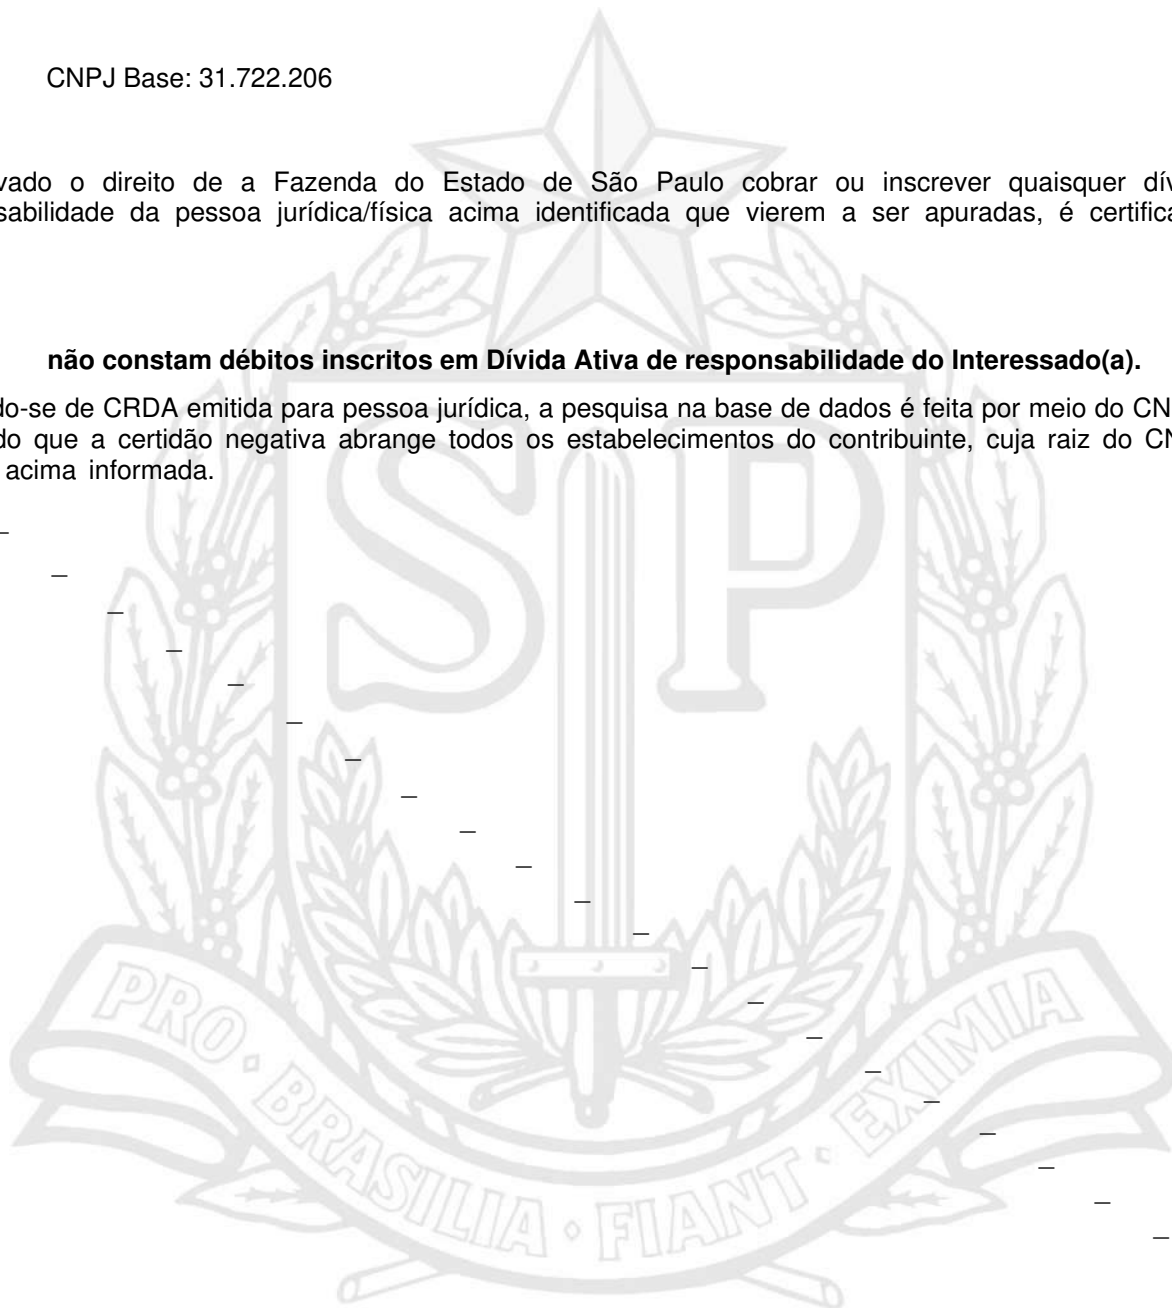 CNPJ Base: 31.722.206
vado o direito de a Fazenda do Estado de São Paulo cobrar ou inscrever quaisquer dív
sabilidade da pessoa jurídica/física acima identificada que vierem a ser apuradas, é certifica
não constam débitos inscritos em Dívida Ativa de responsabilidade do Interessado(a).
do-se de CRDA emitida para pessoa jurídica, a pesquisa na base de dados é feita por meio do CN
do que a certidão negativa abrange todos os estabelecimentos do contribuinte, cuja raiz do CN
acima informada.
SP
PRO · BRASILIA · FIANT · EXIMIA